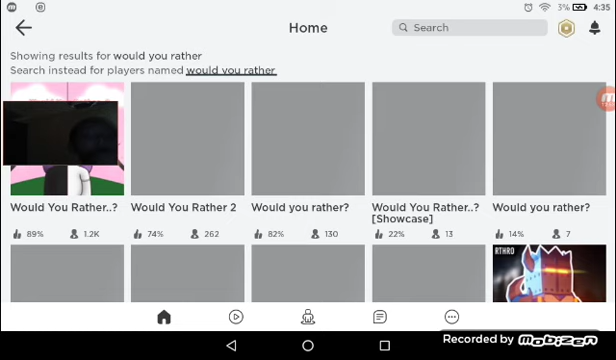 3% 4:35
Home
Search
Showing results for would you rather
Search instead for players named would you rather
Would You Rather..?
89% 1.2K
Would You Rather 2
74% 262
Would you rather?
82% 130
Would You Rather..?
[Showcase]
22% 13
Would you rather?
14% 7
RTHRO
Recorded by mobizen